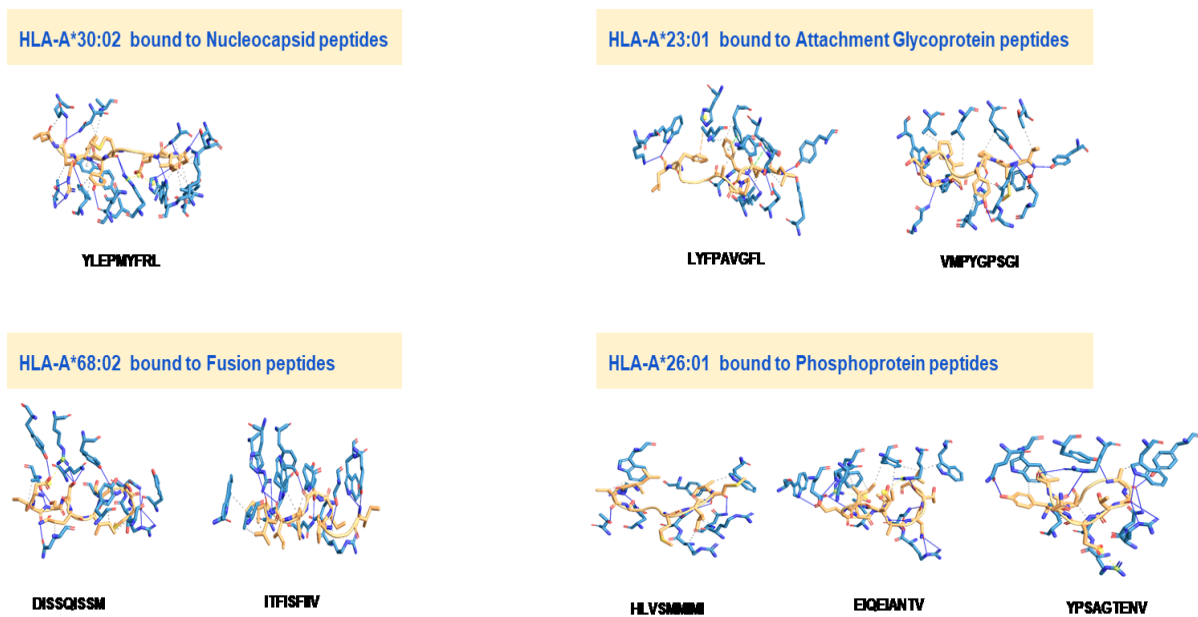 HLA-A*30:02 bound to Nucleocapsid peptides
HLA-A*23:01 bound to Attachment Glycoprotein peptides
YLEPMYFRL
LYFPAVGFL
VMPYGPSGI
HLA-A*68:02 bound to Fusion peptides
HLA-A*26:01 bound to Phosphoprotein peptides
DISSQISSM
ITFISFIIV
HLVSMMIMI
EIQEIANTV
YPSAGTENV